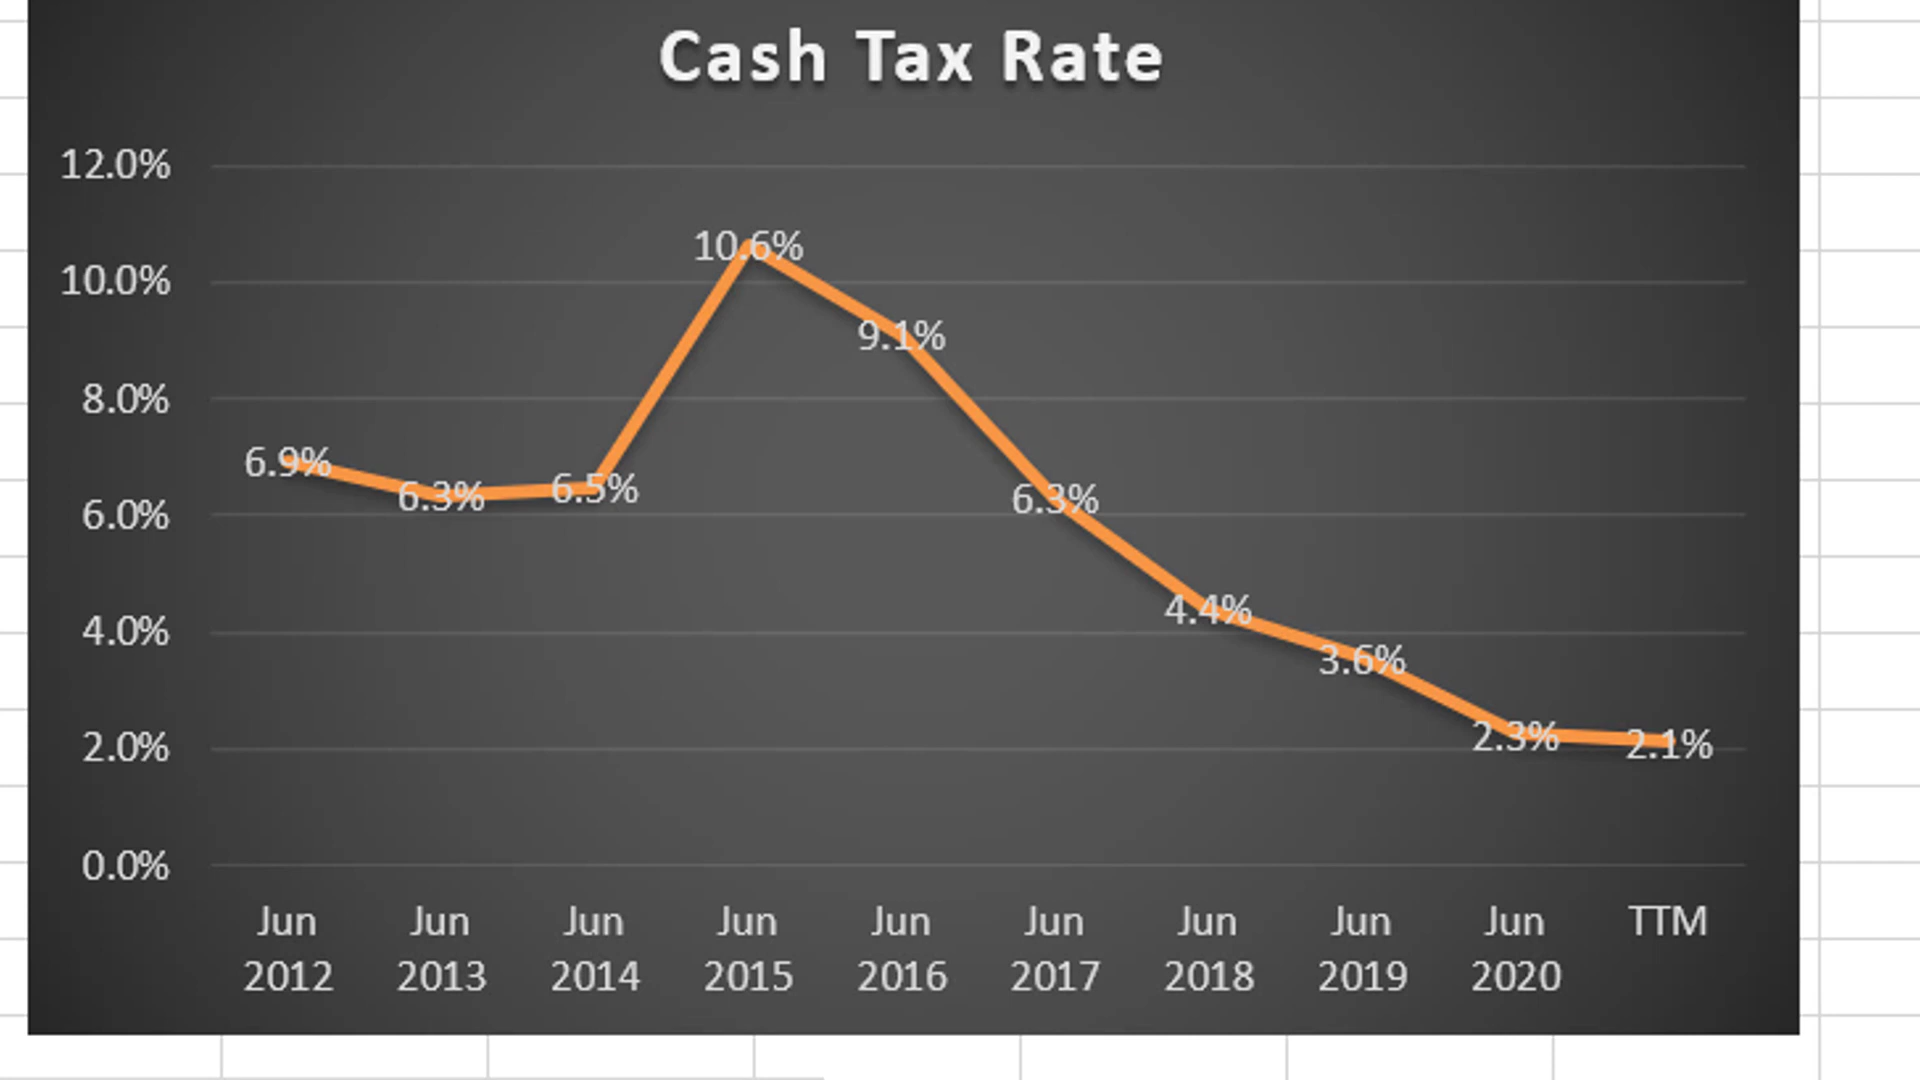 Cash Tax Rate
12.0%
10.0%
8.0%
6.0%
4.0%
2.0%
0.0%
6.9%
6.3%
6.5%
10.6%
9.1%
6.3%
4.4%
3.6%
2.3%
2.1%
Jun 2012
Jun 2013
Jun 2014
Jun 2015
Jun 2016
Jun 2017
Jun 2018
Jun 2019
Jun 2020
TTM